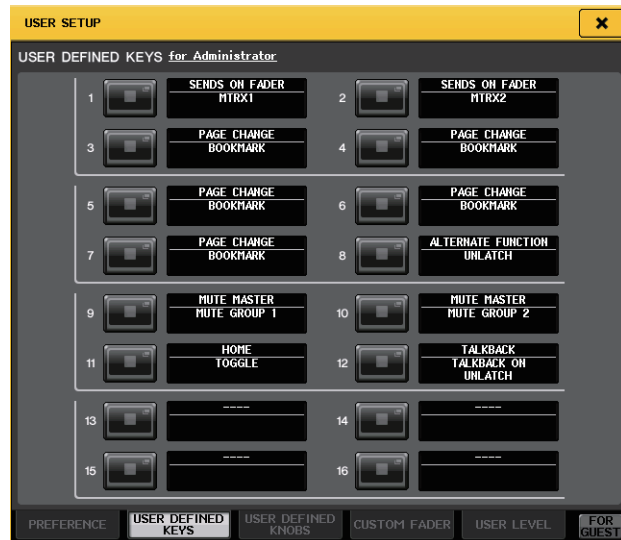 USER SETUP
USER DEFINED KEYS for Administrator
1 SENDS ON FADER
MTRX1
2 SENDS ON FADER
MTRX2
3 PAGE CHANGE
BOOKMARK
4 PAGE CHANGE
BOOKMARK
5 PAGE CHANGE
BOOKMARK
6 PAGE CHANGE
BOOKMARK
7 PAGE CHANGE
BOOKMARK
8 ALTERNATE FUNCTION
UNLATCH
9 MUTE MASTER
MUTE GROUP 1
10 MUTE MASTER
MUTE GROUP 2
11 HOME
TOGGLE
12 TALKBACK
TALKBACK ON
UNLATCH
13 ----
14 ----
15 ----
16 ----
PREFERENCE
USER DEFINED
KEYS
USER DEFINED
KNOBS
CUSTOM FADER
USER LEVEL
FOR
GUEST